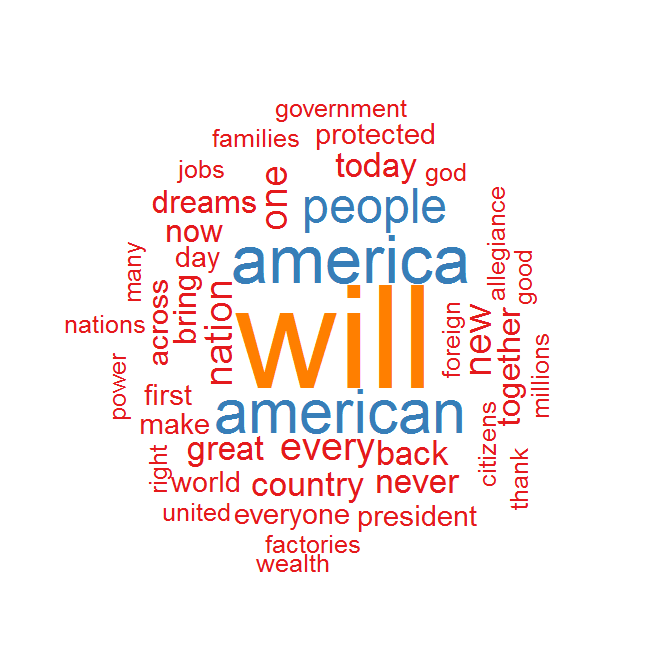 government
families
protected
jobs
one
today
god
dreams
people
allegiance
now
many
day
america
good
across
bring
nation
will
foreign
new
together
nations
millions
power
first
make
american
citizens
right
great
every
back
thank
world
country
never
united
everyone
president
factories
wealth